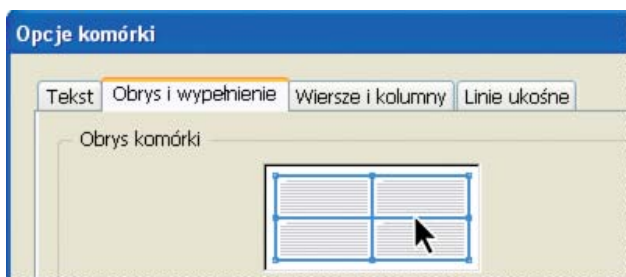 Opcje komórki
Tekst Obrys i wypełnienie Wiersze i kolumny Linie ukośne
Obrys komórki